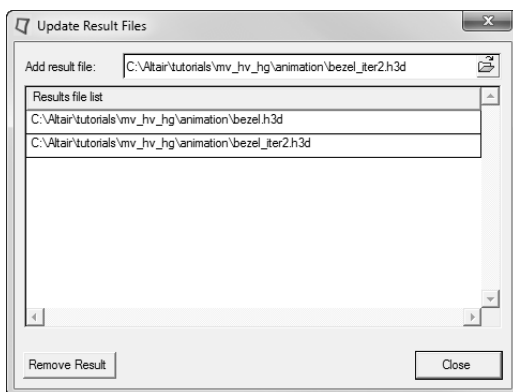 Update Result Files
Add result file: C:\Altair\tutorials\mv_hv_hg\animation\bezel_iter2.h3d
Results file list
C:\Altair\tutorials\mv_hv_hg\animation\bezel.h3d
C:\Altair\tutorials\mv_hv_hg\animation\bezel_iter2.h3d
Remove Result Close